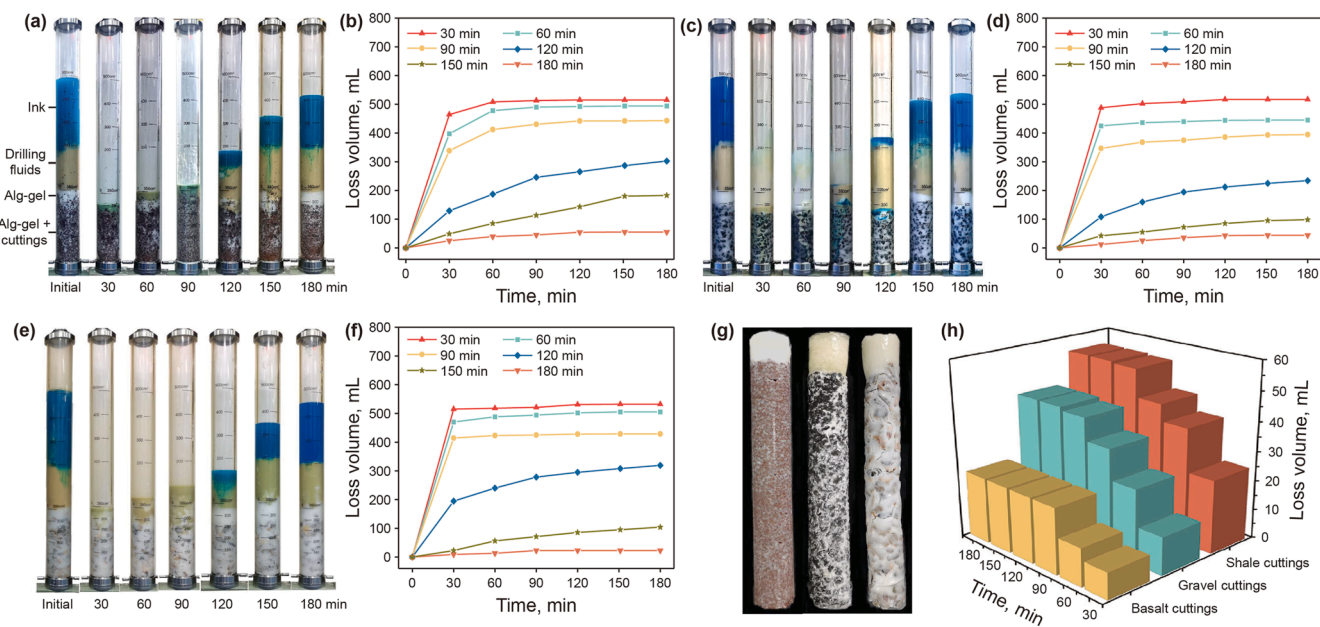 (a)
Ink
Drilling
fluids
Alg-gel
Alg-gel +
cuttings
Initial 30 60 90 120 150 180 min
(b)
Loss volume, mL
800
700
600
500
400
300
200
100
0
30 min 60 min
90 min 120 min
150 min 180 min
0 30 60 90 120 150 180
Time, min
(c)
Initial 30 60 90 120 150 180 min
(d)
Loss volume, mL
800
700
600
500
400
300
200
100
0
30 min 60 min
90 min 120 min
150 min 180 min
0 30 60 90 120 150 180
Time, min
(e)
Initial 30 60 90 120 150 180 min
(f)
Loss volume, mL
800
700
600
500
400
300
200
100
0
30 min 60 min
90 min 120 min
150 min 180 min
0 30 60 90 120 150 180
Time, min
(g)
(h)
60
50
40
30
20
10
0
Loss volume, mL
180
150
120
90
60
30
Time, min
Shale cuttings
Gravel cuttings
Basalt cuttings